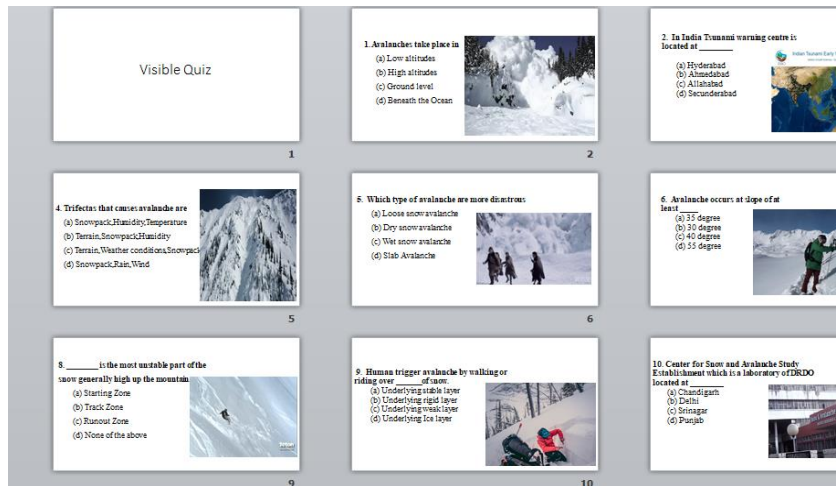 Visible Quiz
1
1. Avalanches take place in
(a) Low altitudes
(b) High altitudes
(c) Ground level
(d) Beneath the Ocean
2
2. In India Tsunami warning centre is
located at ________
(a) Hyderabad
(b) Ahmedabad
(c) Allahabad
(d) Secunderabad
Indian Tsunami Early
4. Trifectas that causes avalanche are
(a) Snowpack,Humidity,Temperature
(b) Terrain,Snowpack,Humidity
(c) Terrain,Weather conditions,Snowpack
(d) Snowpack,Rain,Wind
5
5. Which type of avalanche are more disastrous
(a) Loose snow avalanche
(b) Dry snow avalanche
(c) Wet snow avalanche
(d) Slab Avalanche
6
6. Avalanche occurs at slope of at
least ________
(a) 35 degree
(b) 30 degree
(c) 40 degree
(d) 55 degree
8. ________ is the most unstable part of the
snow generally high up the mountain
(a) Starting Zone
(b) Track Zone
(c) Runout Zone
(d) None of the above
9
9. Human trigger avalanche by walking or
riding over ______ of snow.
(a) Underlying stable layer
(b) Underlying rigid layer
(c) Underlying weak layer
(d) Underlying Ice layer
10
10. Center for Snow and Avalanche Study
Establishment which is a laboratory of DRDO
located at ________
(a) Chandigarh
(b) Delhi
(c) Srinagar
(d) Punjab